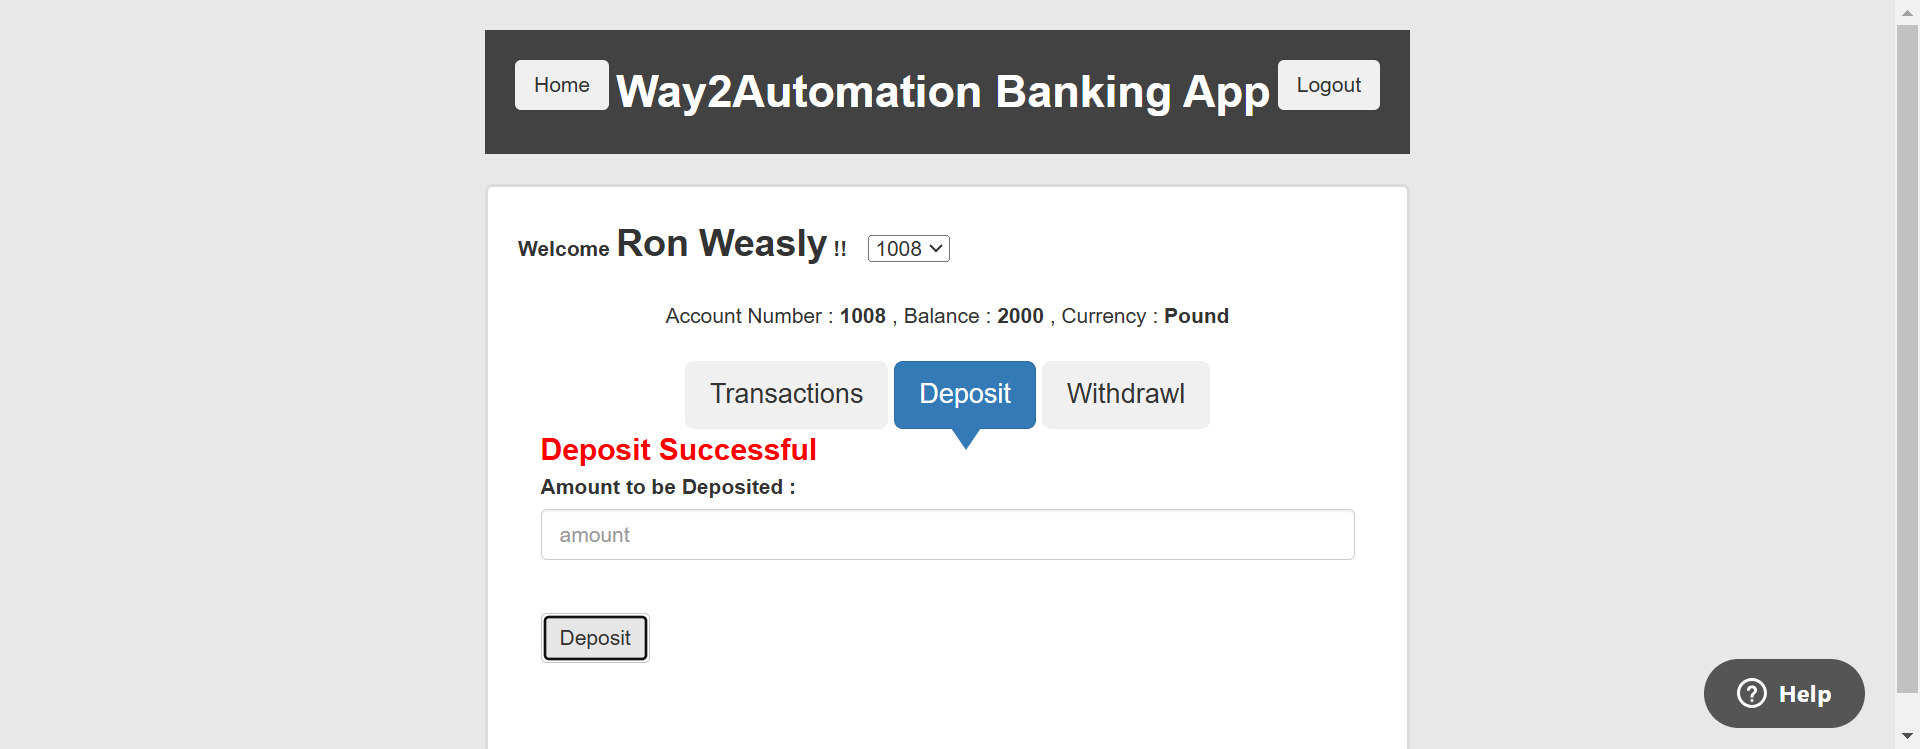 Home Way2Automation Banking App Logout
Welcome Ron Weasly !! 1008
Account Number : 1008 , Balance : 2000 , Currency : Pound
Transactions Deposit Withdrawl
Deposit Successful
Amount to be Deposited :
amount
Deposit
? Help